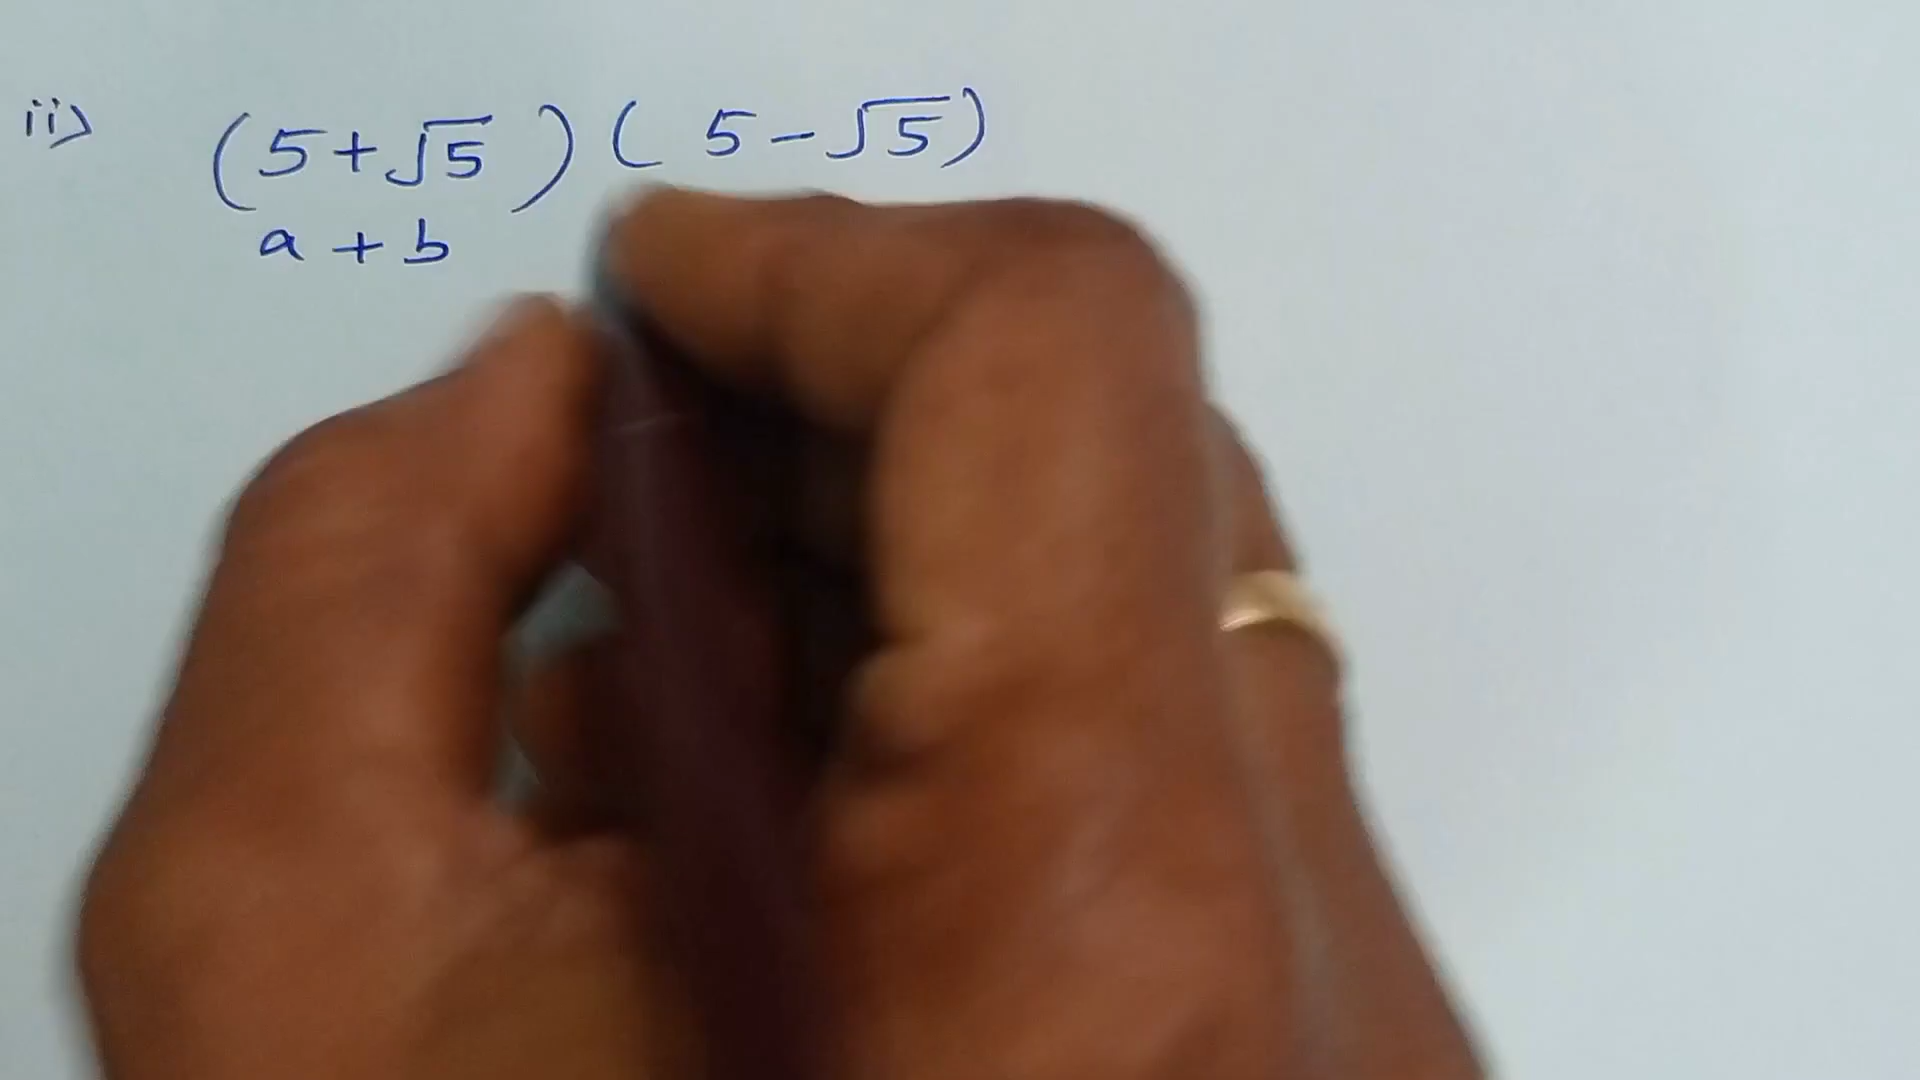 ii) (5+√5) (5-√5)
a + b